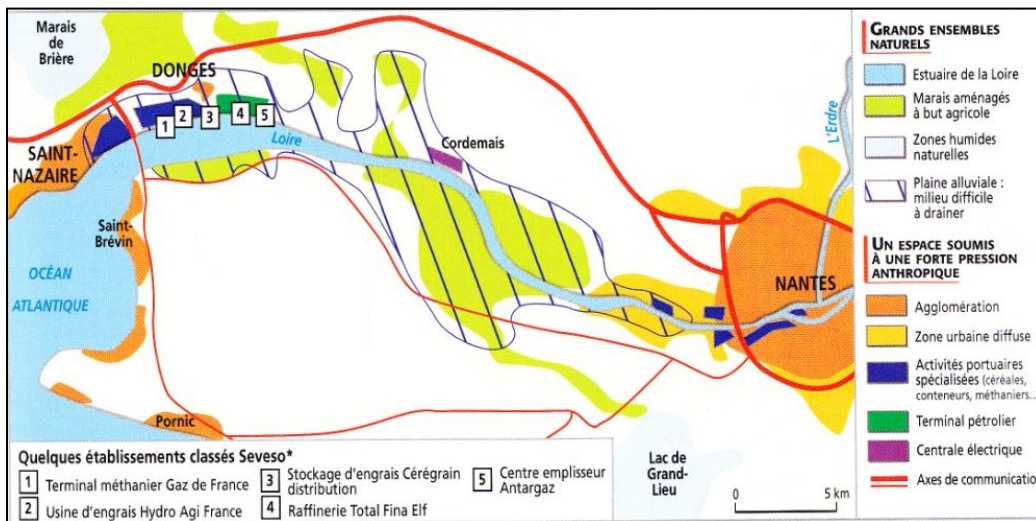 Marais
de
Brière
DONGES
1
2
3
4
5
SAINT-
NAZAIRE
Loire
Cordemais
L'Erdre
Saint-
Brévin
OCÉAN
ATLANTIQUE
NANTES
Pornic
Lac de
Grand-
Lieu
0 5 km
Quelques établissements classés Seveso*
1 Terminal méthanier Gaz de France
2 Usine d'engrais Hydro Agi France
3 Stockage d'engrais Cérégrain
distribution
4 Raffinerie Total Fina Elf
5 Centre emplisseur
Antargaz
GRANDS ENSEMBLES
NATURELS
Estuaire de la Loire
Marais aménagés
à but agricole
Zones humides
naturelles
Plaine alluviale :
milieu difficile
à drainer
UN ESPACE SOUMIS
À UNE FORTE PRESSION
ANTHROPIQUE
Agglomération
Zone urbaine diffuse
Activités portuaires
spécialisées (céréales,
conteneurs, méthaniers...
Terminal pétrolier
Centrale électrique
Axes de communicatio